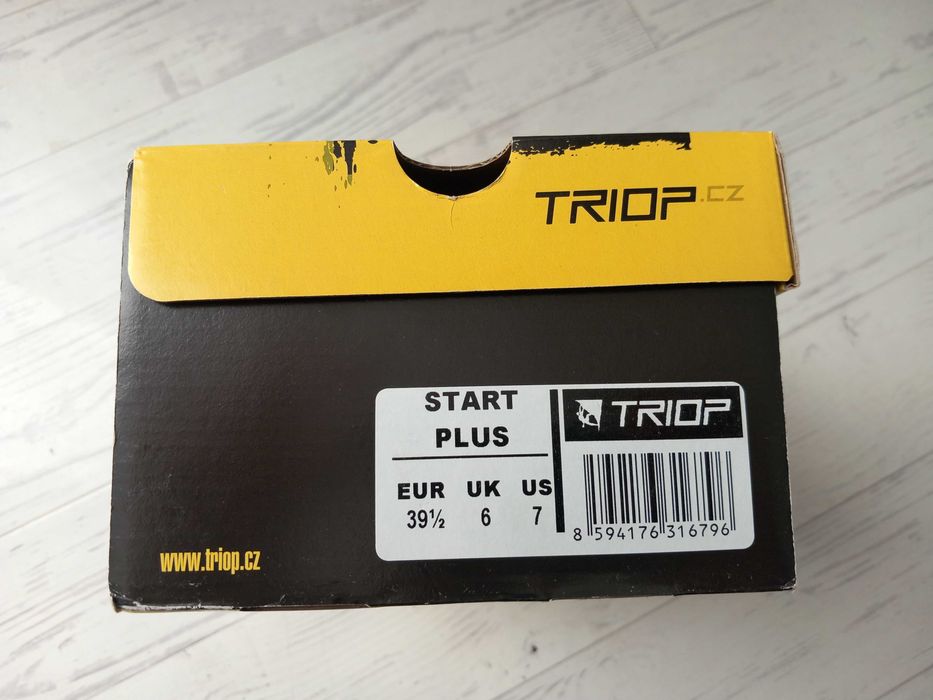 TRIOP.CZ
START
PLUS
EUR UK US
39½ 6 7
TRIOP
8 594176 316796
www.triop.cz